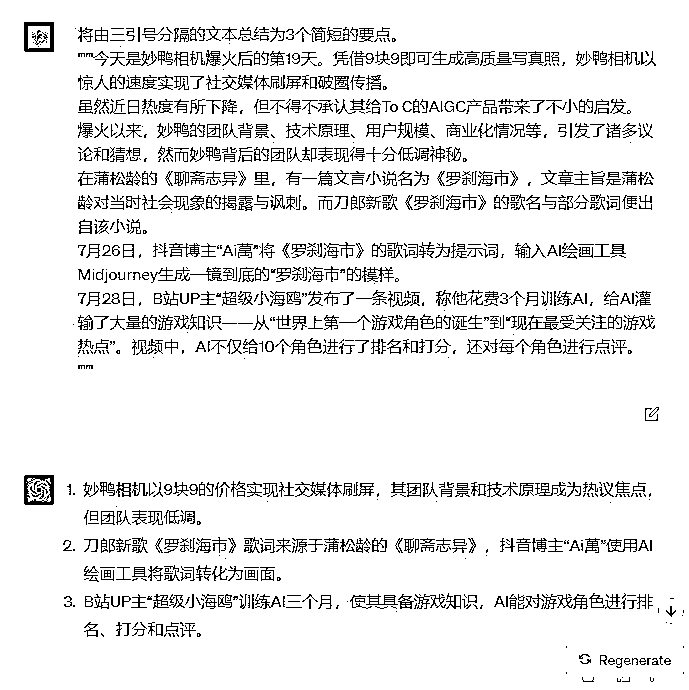 将由三引号分隔的文本总结为3个简短的要点。
"""今天是妙鸭相机爆火后的第19天。凭借9块9即可生成高质量写真照，妙鸭相机以
惊人的速度实现了社交媒体刷屏和破圈传播。
虽然近日热度有所下降，但不得不承认其给To C的AIGC产品带来了不小的启发。
爆火以来，妙鸭的团队背景、技术原理、用户规模、商业化情况等，引发了诸多议
论和猜想，然而妙鸭背后的团队却表现得十分低调神秘。
在蒲松龄的《聊斋志异》里，有一篇文言小说名为《罗刹海市》，文章主旨是蒲松
龄对当时社会现象的揭露与讽刺。而刀郎新歌《罗刹海市》的歌名与部分歌词便出
自该小说。
7月26日，抖音博主“Ai萬”将《罗刹海市》的歌词转为提示词，输入AI绘画工具
Midjourney生成一镜到底的“罗刹海市”的模样。
7月28日，B站UP主“超级小海鸥”发布了一条视频，称他花费3个月训练AI，给AI灌
输了大量的游戏知识——从“世界上第一个游戏角色的诞生”到“现在最受关注的游戏
热点”。视频中，AI不仅给10个角色进行了排名和打分，还对每个角色进行点评。
"""
1. 妙鸭相机以9块9的价格实现社交媒体刷屏，其团队背景和技术原理成为热议焦点，
但团队表现低调。
2. 刀郎新歌《罗刹海市》歌词来源于蒲松龄的《聊斋志异》，抖音博主“Ai萬”使用AI
绘画工具将歌词转化为画面。
3. B站UP主“超级小海鸥”训练AI三个月，使其具备游戏知识，AI能对游戏角色进行排
名、打分和点评。
Regenerate